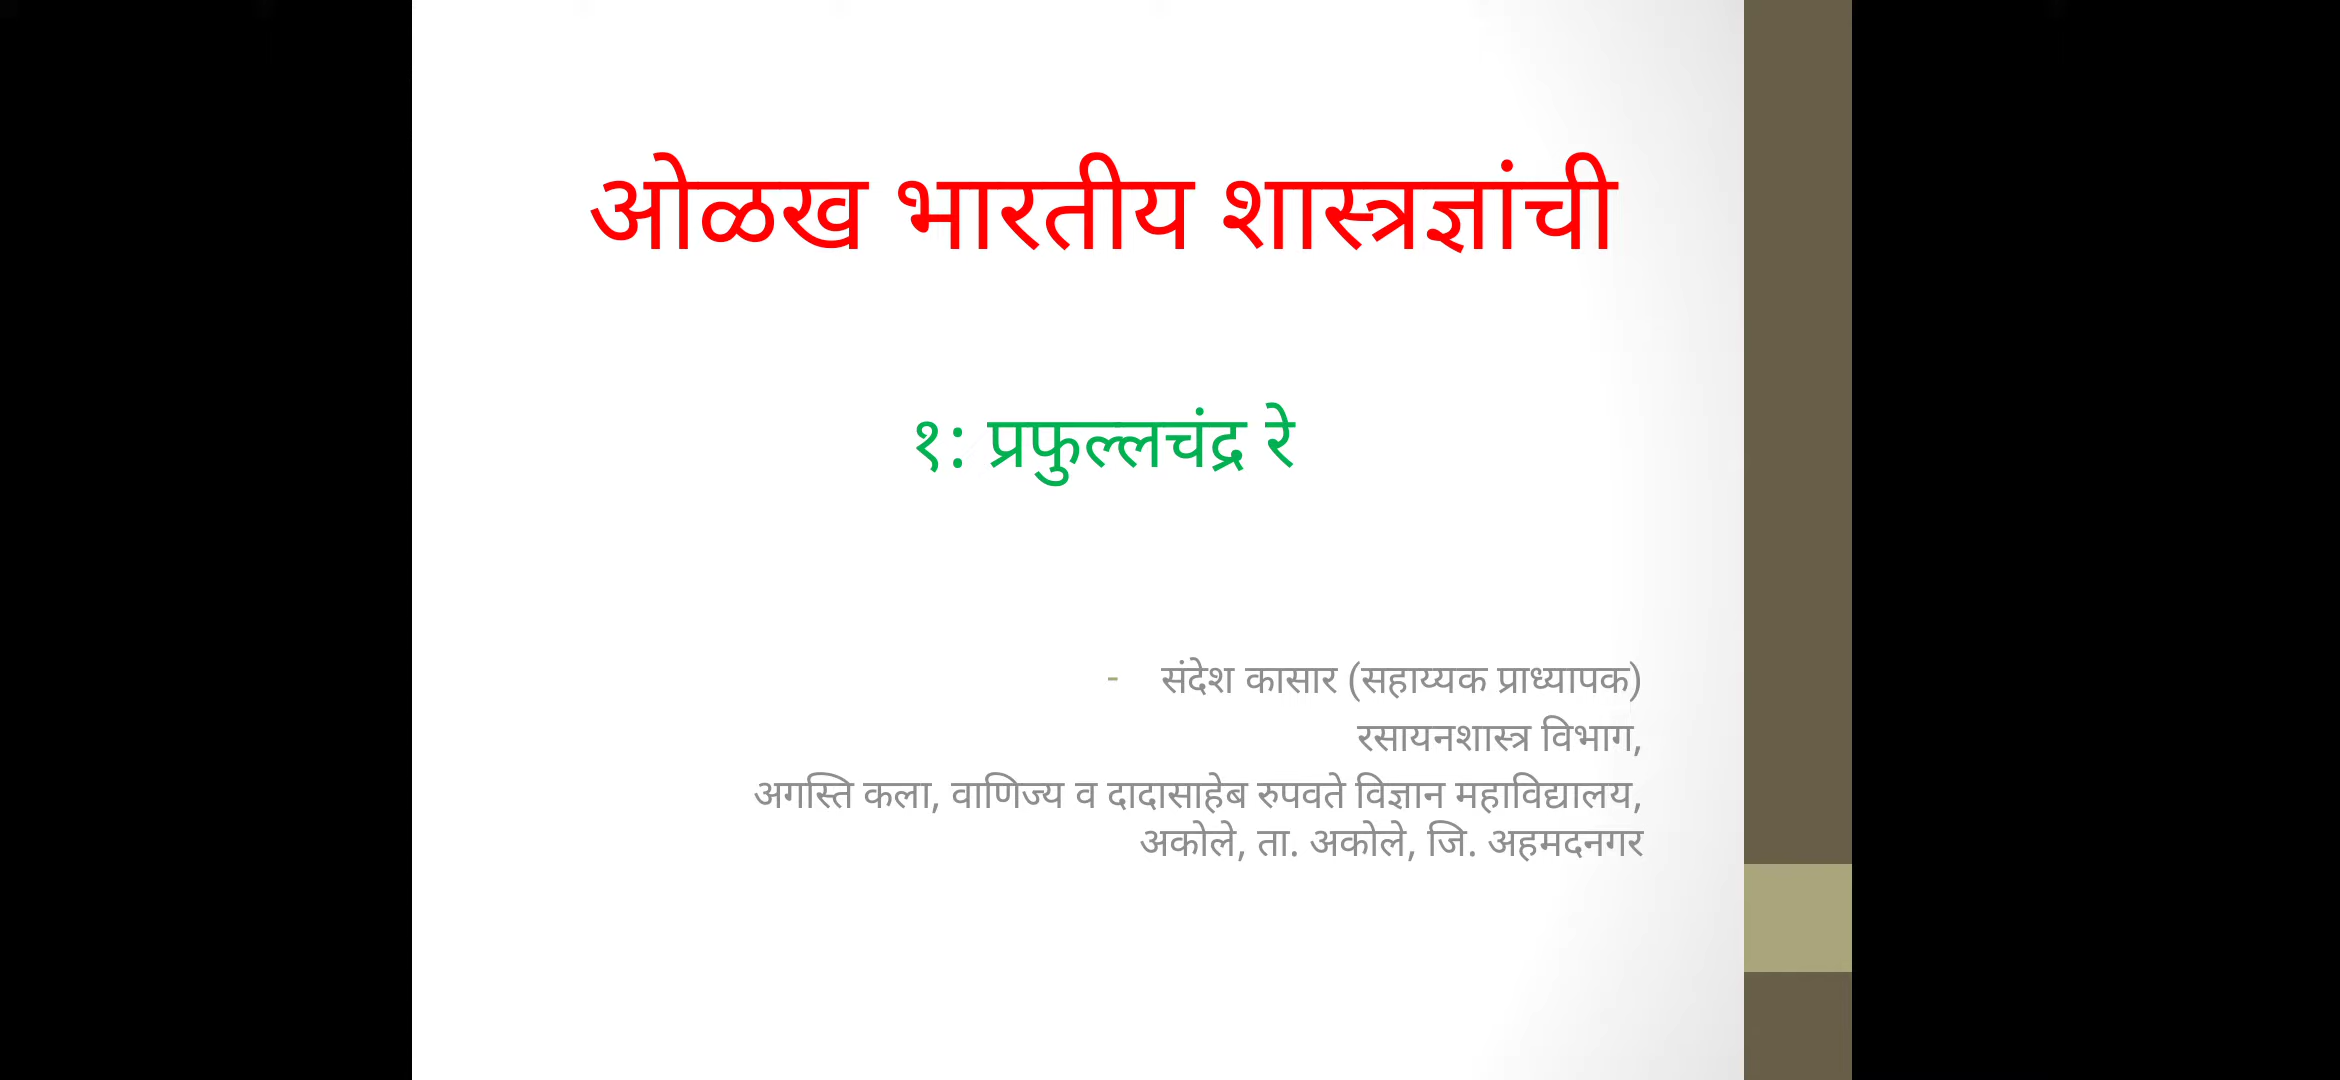 ओळख भारतीय शास्त्रज्ञांची
१: प्रफुल्लचंद्र रे
- संदेश कासार (सहाय्यक प्राध्यापक)
रसायनशास्त्र विभाग,
अगस्ति कला, वाणिज्य व दादासाहेब रुपवते विज्ञान महाविद्यालय,
अकोले, ता. अकोले, जि. अहमदनगर